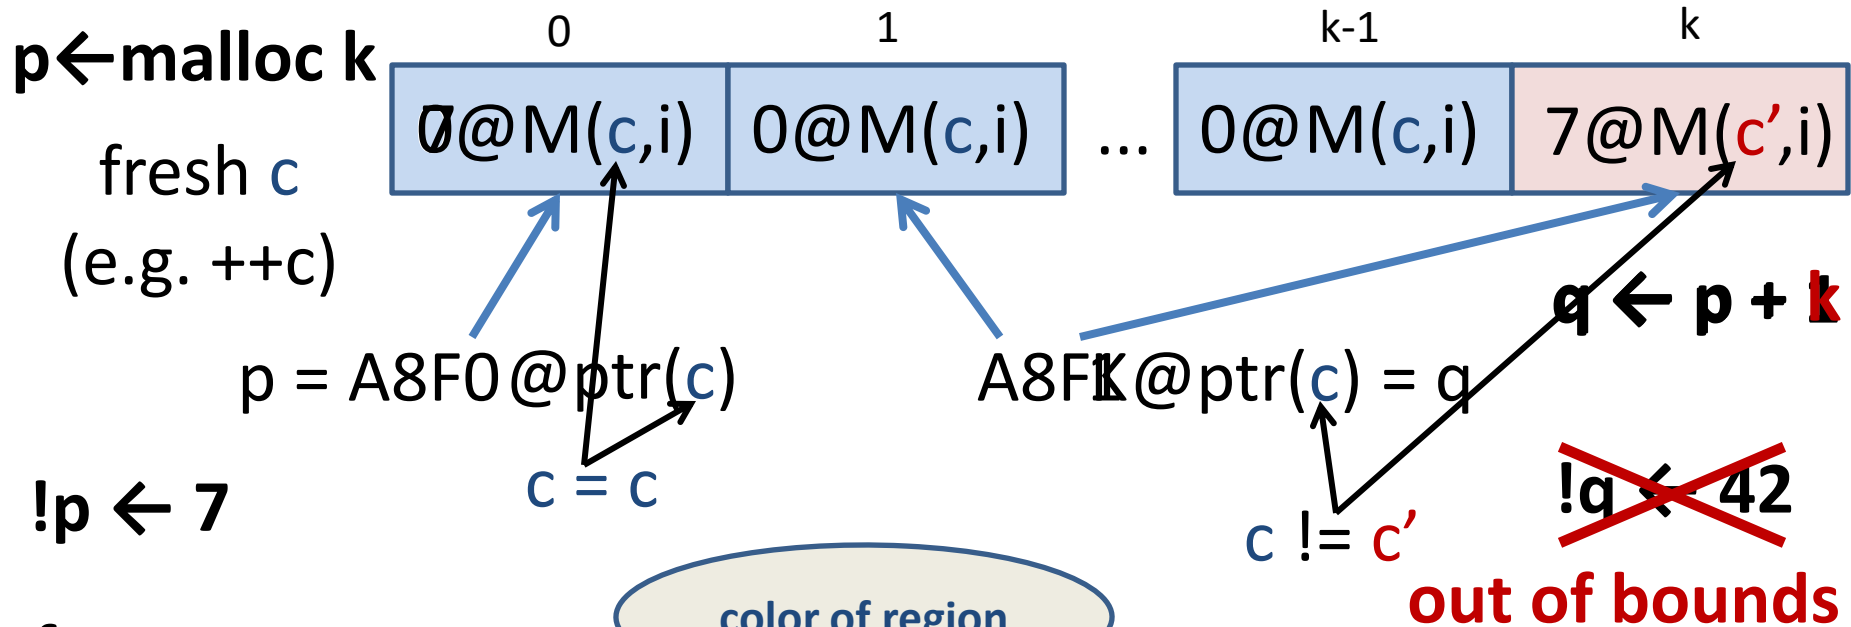 0 1 k-1 k
p←malloc k
@M(c,i) 0@M(c,i) ... 0@M(c,i) 7@M(c’,i)
fresh c
(e.g. ++c)
q ← p + k
p = A8F0@ptr(c) A8F @ptr(c) = q
c = c
!p ← 7
!q ← 42
c != c’
out of bounds
color of region